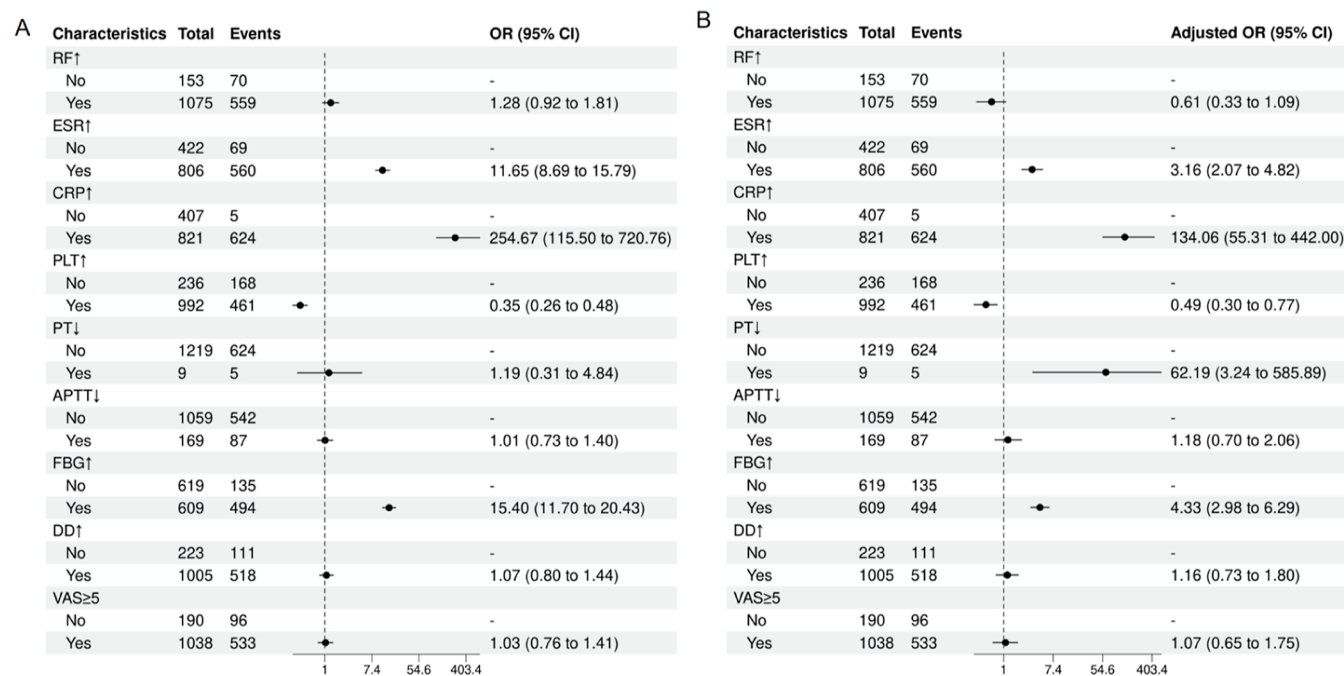 A
Characteristics Total Events OR (95% CI)
RF↑
No 153 70 -
Yes 1075 559 1.28 (0.92 to 1.81)
ESR↑
No 422 69 -
Yes 806 560 11.65 (8.69 to 15.79)
CRP↑
No 407 5 -
Yes 821 624 254.67 (115.50 to 720.76)
PLT↑
No 236 168 -
Yes 992 461 0.35 (0.26 to 0.48)
PT↓
No 1219 624 -
Yes 9 5 1.19 (0.31 to 4.84)
APTT↓
No 1059 542 -
Yes 169 87 1.01 (0.73 to 1.40)
FBG↑
No 619 135 -
Yes 609 494 15.40 (11.70 to 20.43)
DD↑
No 223 111 -
Yes 1005 518 1.07 (0.80 to 1.44)
VAS≥5
No 190 96 -
Yes 1038 533 1.03 (0.76 to 1.41)
1 7.4 54.6 403.4
B
Characteristics Total Events Adjusted OR (95% CI)
RF↑
No 153 70 -
Yes 1075 559 0.61 (0.33 to 1.09)
ESR↑
No 422 69 -
Yes 806 560 3.16 (2.07 to 4.82)
CRP↑
No 407 5 -
Yes 821 624 134.06 (55.31 to 442.00)
PLT↑
No 236 168 -
Yes 992 461 0.49 (0.30 to 0.77)
PT↓
No 1219 624 -
Yes 9 5 62.19 (3.24 to 585.89)
APTT↓
No 1059 542 -
Yes 169 87 1.18 (0.70 to 2.06)
FBG↑
No 619 135 -
Yes 609 494 4.33 (2.98 to 6.29)
DD↑
No 223 111 -
Yes 1005 518 1.16 (0.73 to 1.80)
VAS≥5
No 190 96 -
Yes 1038 533 1.07 (0.65 to 1.75)
1 7.4 54.6 403.4